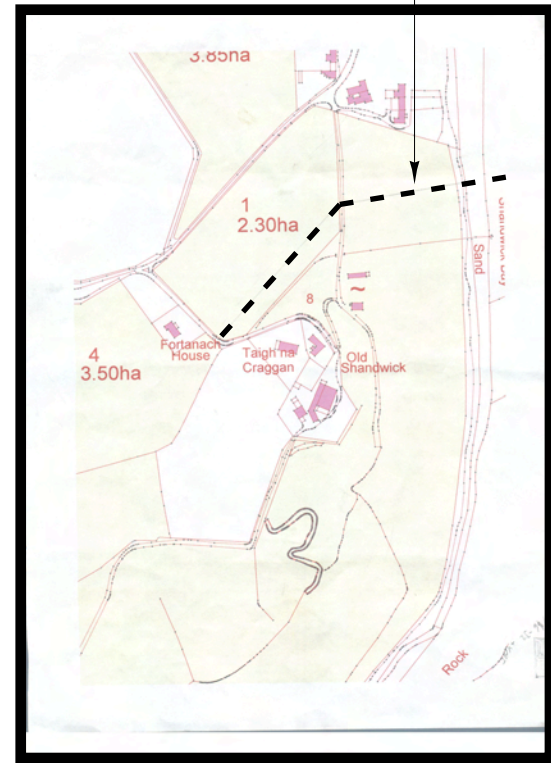 3.85ha
1
2.30ha
Sand
8
Fortanach
House
Taigh na
Craggan
Old
Shandwick
4
3.50ha
Rock